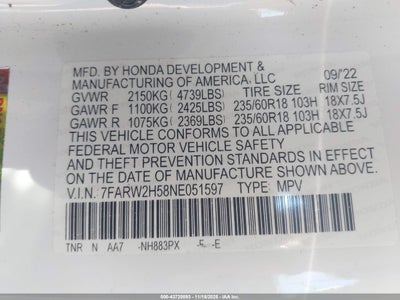 MFD. BY HONDA DEVELOPMENT & 09/'22
MANUFACTURING OF AMERICA, LLC
GVWR 2150KG(4739LBS) TIRE SIZE RIM SIZE
GAWR F 1100KG(2425LBS) 235/60R18 103H 18X7.5J
GAWR R 1075KG(2369LBS) 235/60R18 103H 18X7.5J
THIS VEHICLE CONFORMS TO ALL APPLICABLE
FEDERAL MOTOR VEHICLE SAFETY
AND THEFT PREVENTION STANDARDS IN EFFECT
ON THE DATE OF MANUFACTURE SHOWN ABOVE.
V.I.N. 7FARW2H58NE051597 TYPE: MPV
TNR N AA7 -NH883PX -E -E